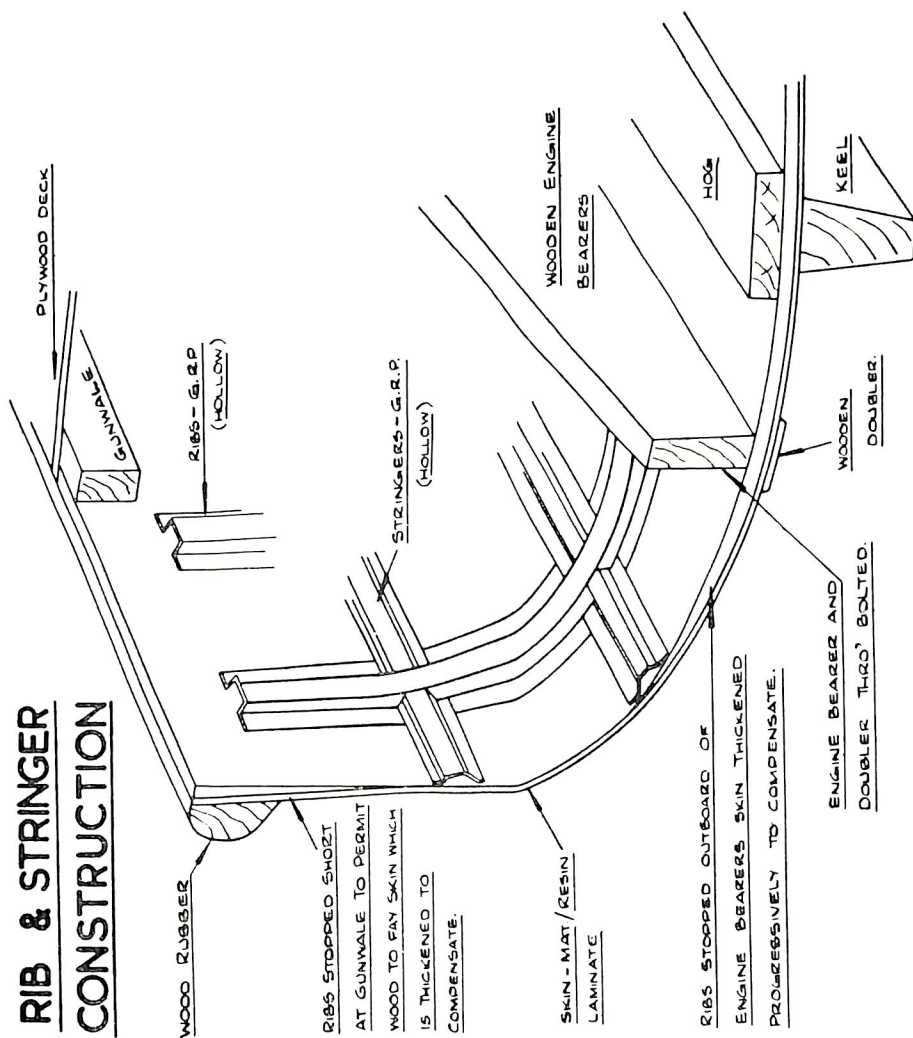 RIB & STRINGER
CONSTRUCTION
PLYWOOD DECK
GUNWALE
RIBS - G.R.P
(HOLLOW)
STRINGERS - G.R.P.
(HOLLOW)
WOODEN ENGINE
BEARERS
HOG
KEEL
WOOD RUBBER
RIBS STOPPED SHORT
AT GUNWALE TO PERMIT
WOOD TO FAY SKIN WHICH
IS THICKENED TO
COMPENSATE.
SKIN - MAT/RESIN
LAMINATE
RIBS STOPPED OUTBOARD OF
ENGINE BEARERS SKIN THICKENED
PROGRESSIVELY TO COMPENSATE.
ENGINE BEARER AND
DOUBLER THRO' BOLTED.
WOODEN
DOUBLER.